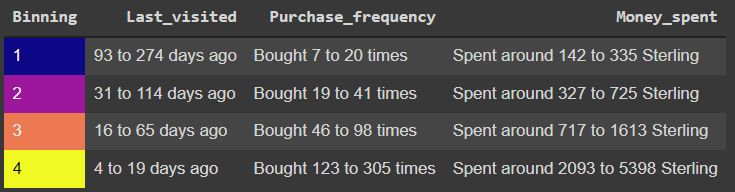 Binning Last_visited Purchase_frequency Money_spent
1 93 to 274 days ago Bought 7 to 20 times Spent around 142 to 335 Sterling
2 31 to 114 days ago Bought 19 to 41 times Spent around 327 to 725 Sterling
3 16 to 65 days ago Bought 46 to 98 times Spent around 717 to 1613 Sterling
4 4 to 19 days ago Bought 123 to 305 times Spent around 2093 to 5398 Sterling